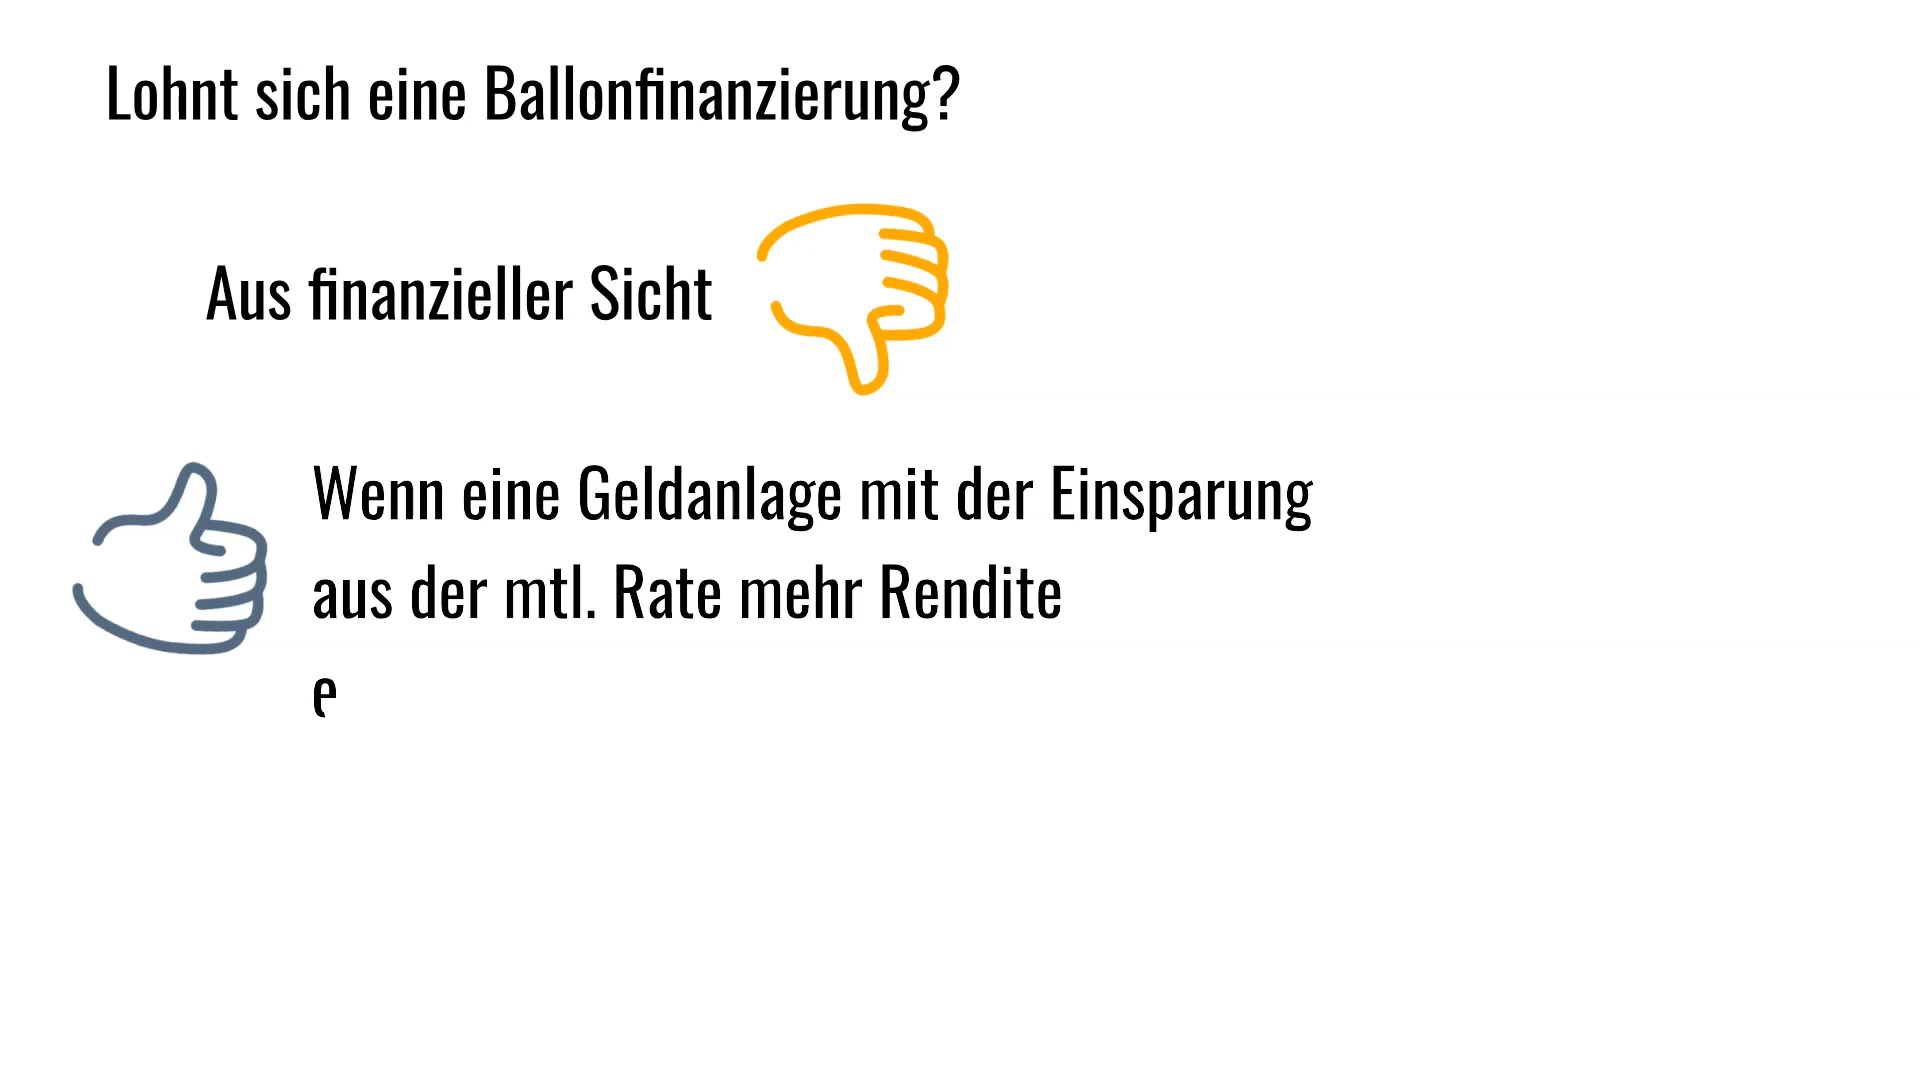 Lohnt sich eine Ballonfinanzierung?
Aus finanzieller Sicht
Wenn eine Geldanlage mit der Einsparung
aus der mtl. Rate mehr Rendite
e